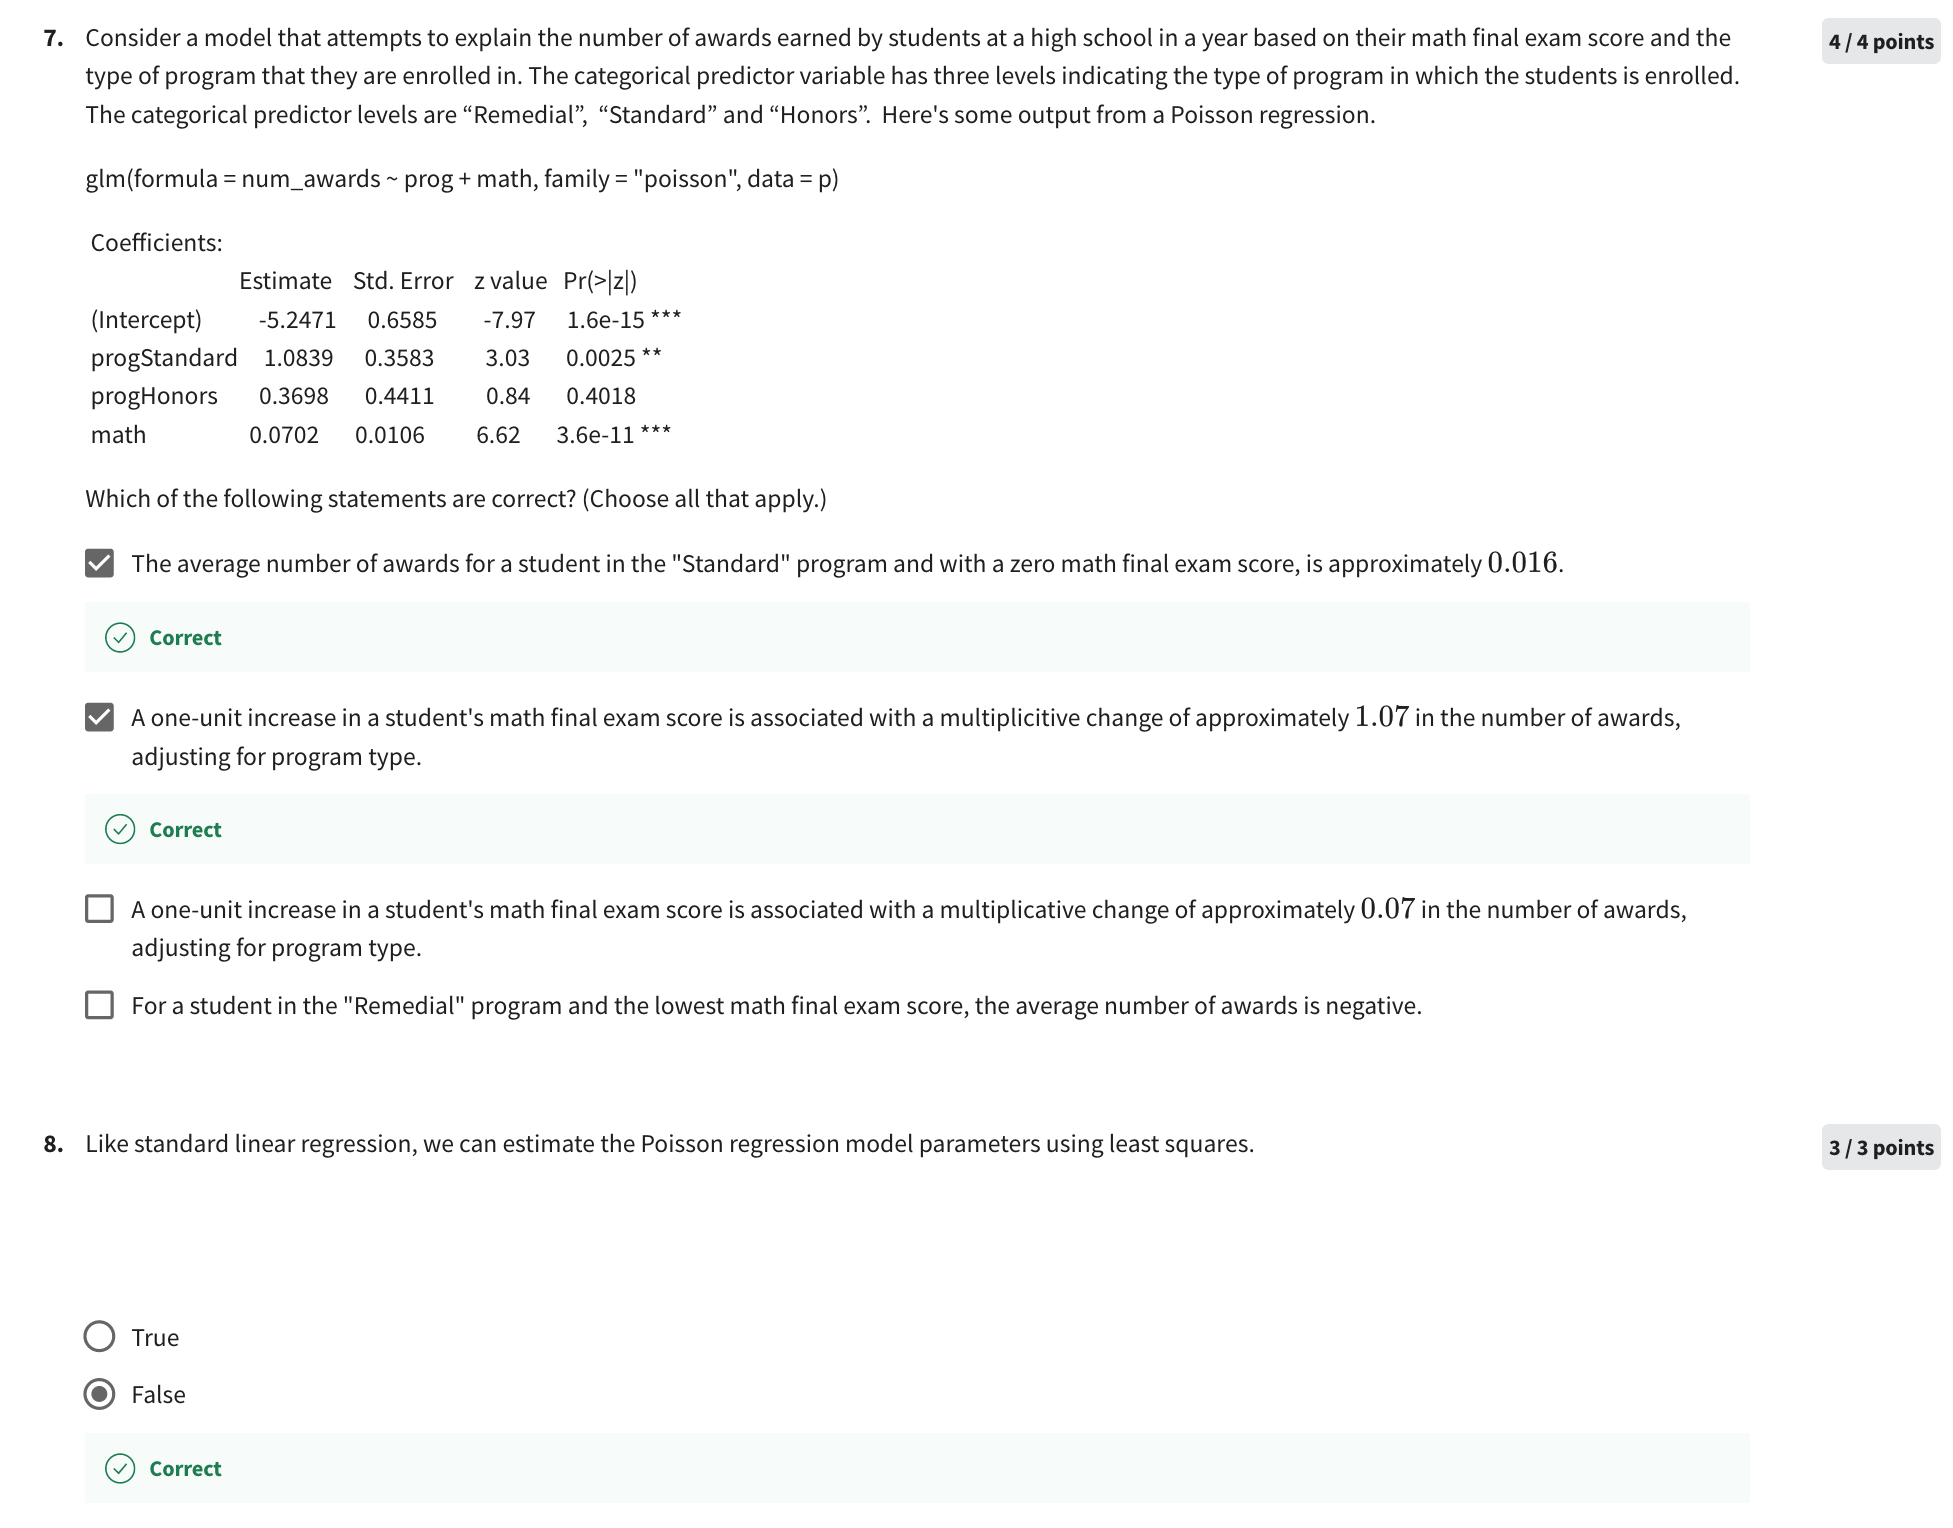 7. Consider a model that attempts to explain the number of awards earned by students at a high school in a year based on their math final exam score and the
4 / 4 points
type of program that they are enrolled in. The categorical predictor variable has three levels indicating the type of program in which the students is enrolled.
The categorical predictor levels are “Remedial”, “Standard” and “Honors”. Here's some output from a Poisson regression.
glm(formula = num_awards ~ prog + math, family = "poisson", data = p)
Coefficients:
Estimate Std. Error z value Pr(>|z|)
(Intercept) -5.2471 0.6585 -7.97 1.6e-15 ***
progStandard 1.0839 0.3583 3.03 0.0025 **
progHonors 0.3698 0.4411 0.84 0.4018
math 0.0702 0.0106 6.62 3.6e-11 ***
Which of the following statements are correct? (Choose all that apply.)
The average number of awards for a student in the "Standard" program and with a zero math final exam score, is approximately 0.016.
Correct
A one-unit increase in a student's math final exam score is associated with a multiplicitive change of approximately 1.07 in the number of awards,
adjusting for program type.
Correct
A one-unit increase in a student's math final exam score is associated with a multiplicative change of approximately 0.07 in the number of awards,
adjusting for program type.
For a student in the "Remedial" program and the lowest math final exam score, the average number of awards is negative.
8. Like standard linear regression, we can estimate the Poisson regression model parameters using least squares.
3 / 3 points
True
False
Correct